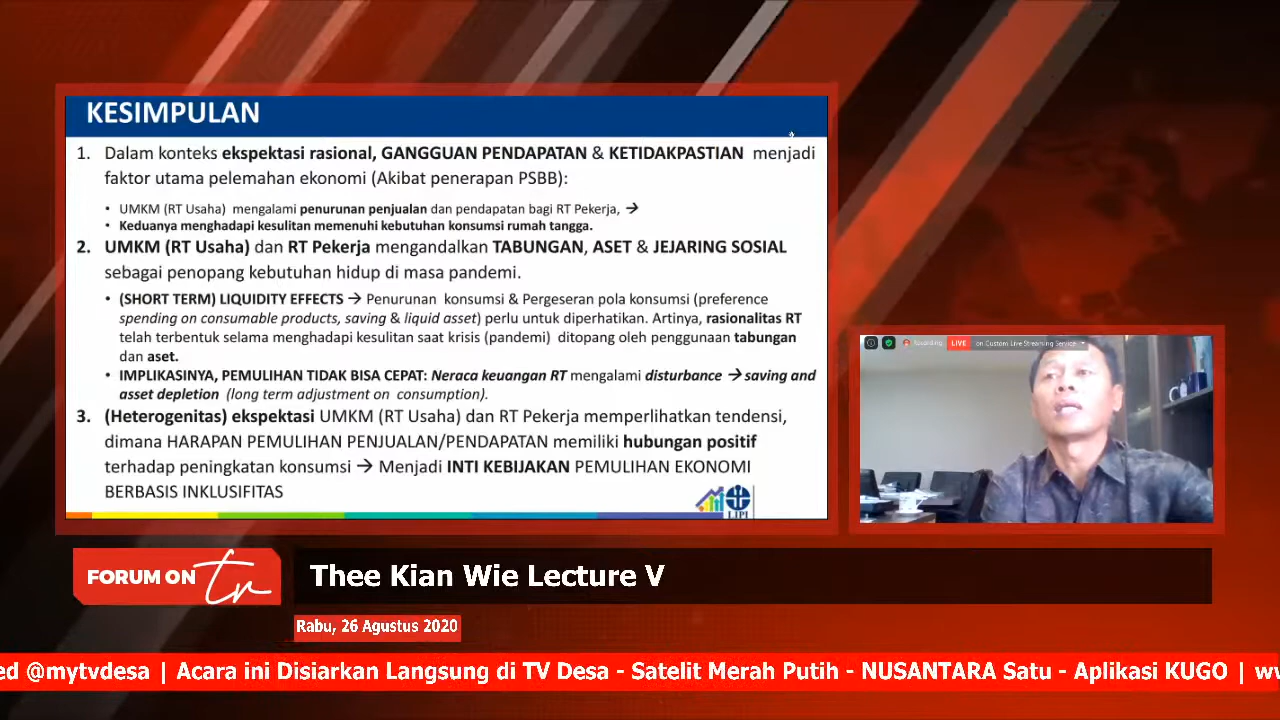 KESIMPULAN
1. Dalam konteks ekspektasi rasional, GANGGUAN PENDAPATAN & KETIDAKPASTIAN menjadi
faktor utama pelemahan ekonomi (Akibat penerapan PSBB):
• UMKM (RT Usaha) mengalami penurunan penjualan dan pendapatan bagi RT Pekerja, →
• Keduanya menghadapi kesulitan memenuhi kebutuhan konsumsi rumah tangga.
2. UMKM (RT Usaha) dan RT Pekerja mengandalkan TABUNGAN, ASET & JEJARING SOSIAL
sebagai penopang kebutuhan hidup di masa pandemi.
• (SHORT TERM) LIQUIDITY EFFECTS → Penurunan konsumsi & Pergeseran pola konsumsi (preference
spending on consumable products, saving & liquid asset) perlu untuk diperhatikan. Artinya, rasionalitas RT
telah terbentuk selama menghadapi kesulitan saat krisis (pandemi) ditopang oleh penggunaan tabungan
dan aset.
• IMPLIKASINYA, PEMULIHAN TIDAK BISA CEPAT: Neraca keuangan RT mengalami disturbance → saving and
asset depletion (long term adjustment on consumption).
3. (Heterogenitas) ekspektasi UMKM (RT Usaha) dan RT Pekerja memperlihatkan tendensi,
dimana HARAPAN PEMULIHAN PENJUALAN/PENDAPATAN memiliki hubungan positif
terhadap peningkatan konsumsi → Menjadi INTI KEBIJAKAN PEMULIHAN EKONOMI
BERBASIS INKLUSIFITAS
LIPI
Recording LIVE on Custom Live Streaming Service
FORUM ON tr
Thee Kian Wie Lecture V
Rabu, 26 Agustus 2020
ed @mytvdesa | Acara ini Disiarkan Langsung di TV Desa - Satelit Merah Putih - NUSANTARA Satu - Aplikasi KUGO | ww